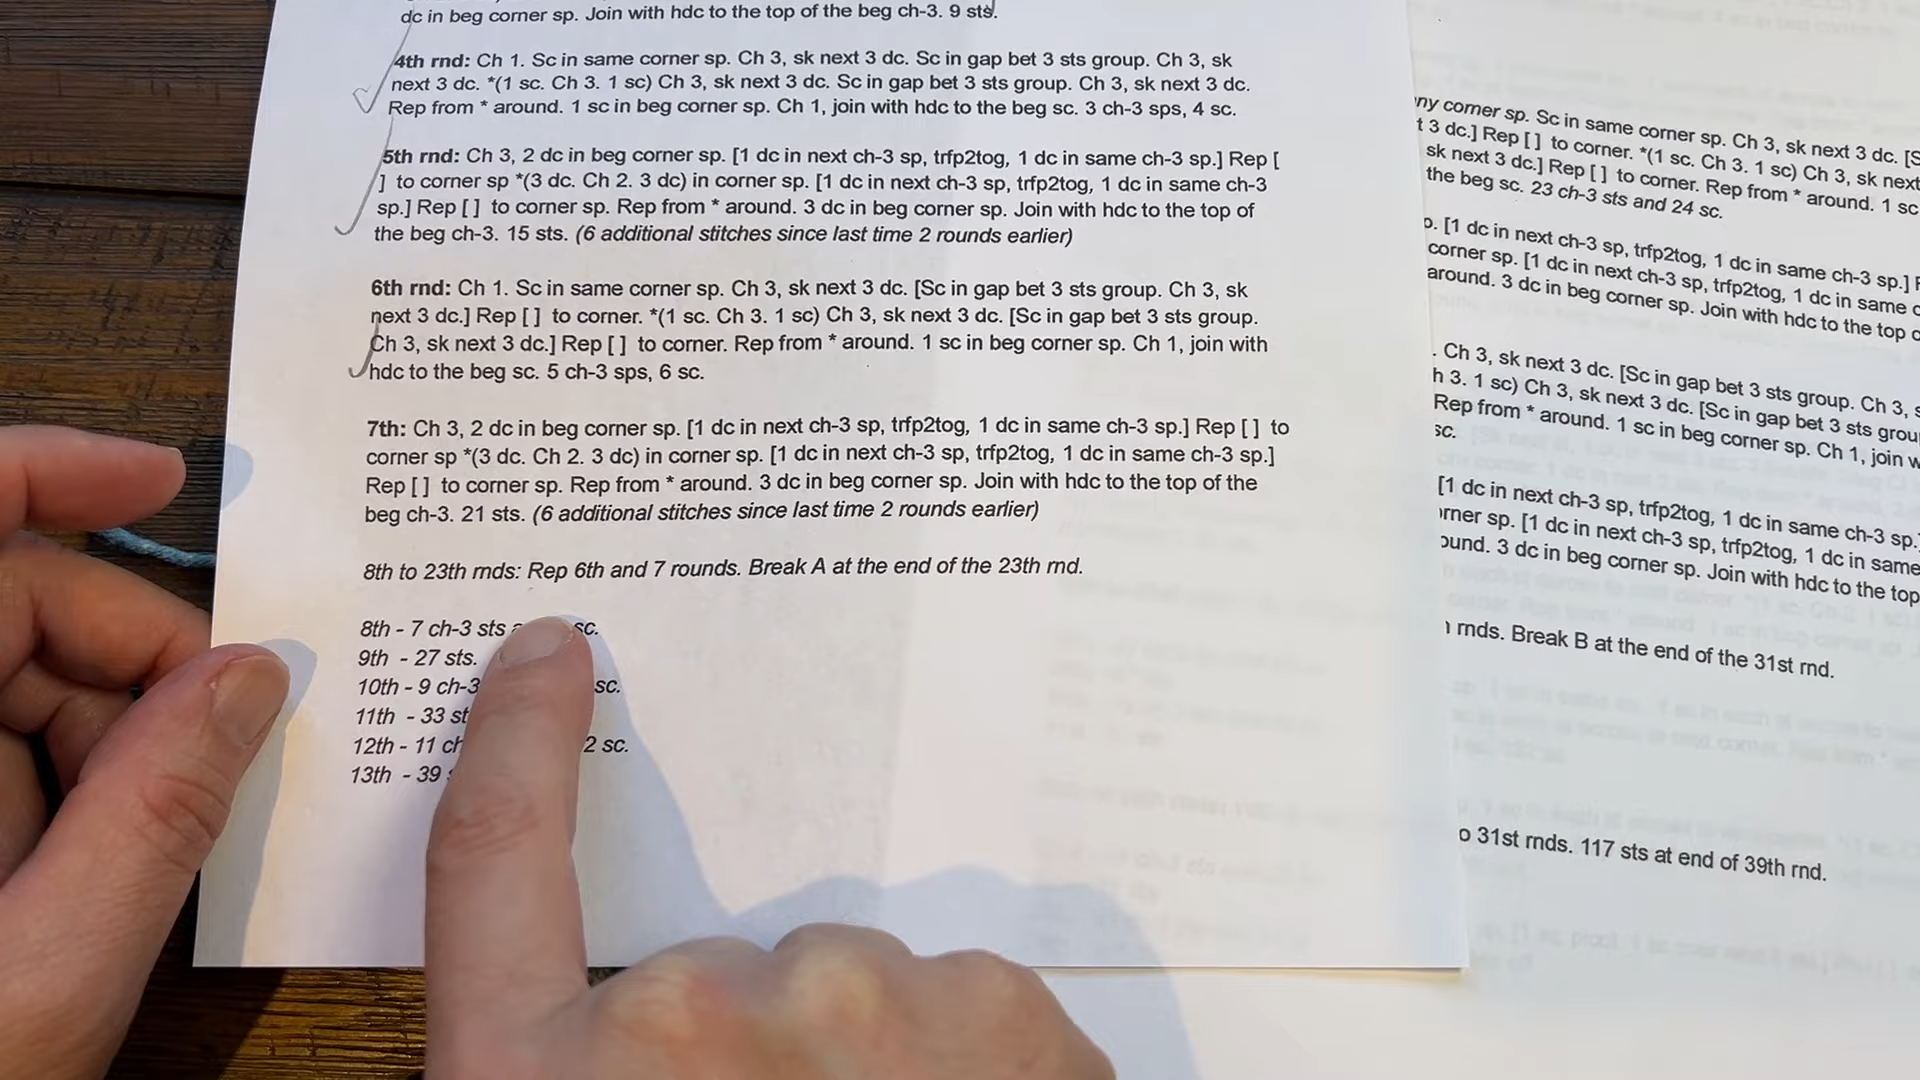 dc in beg corner sp. Join with hdc to the top of the beg ch-3. 9 sts.
4th rnd: Ch 1. Sc in same corner sp. Ch 3, sk next 3 dc. Sc in gap bet 3 sts group. Ch 3, sk
next 3 dc. *(1 sc. Ch 3. 1 sc) Ch 3, sk next 3 dc. Sc in gap bet 3 sts group. Ch 3, sk next 3 dc.
Rep from * around. 1 sc in beg corner sp. Ch 1, join with hdc to the beg sc. 3 ch-3 sps, 4 sc.
5th rnd: Ch 3, 2 dc in beg corner sp. [1 dc in next ch-3 sp, trfp2tog, 1 dc in same ch-3 sp.] Rep [
] to corner sp *(3 dc. Ch 2. 3 dc) in corner sp. [1 dc in next ch-3 sp, trfp2tog, 1 dc in same ch-3
sp.] Rep [ ] to corner sp. Rep from * around. 3 dc in beg corner sp. Join with hdc to the top of
the beg ch-3. 15 sts. (6 additional stitches since last time 2 rounds earlier)
6th rnd: Ch 1. Sc in same corner sp. Ch 3, sk next 3 dc. [Sc in gap bet 3 sts group. Ch 3, sk
next 3 dc.] Rep [ ] to corner. *(1 sc. Ch 3. 1 sc) Ch 3, sk next 3 dc. [Sc in gap bet 3 sts group.
Ch 3, sk next 3 dc.] Rep [ ] to corner. Rep from * around. 1 sc in beg corner sp. Ch 1, join with
hdc to the beg sc. 5 ch-3 sps, 6 sc.
7th: Ch 3, 2 dc in beg corner sp. [1 dc in next ch-3 sp, trfp2tog, 1 dc in same ch-3 sp.] Rep [ ] to
corner sp *(3 dc. Ch 2. 3 dc) in corner sp. [1 dc in next ch-3 sp, trfp2tog, 1 dc in same ch-3 sp.]
Rep [ ] to corner sp. Rep from * around. 3 dc in beg corner sp. Join with hdc to the top of the
beg ch-3. 21 sts. (6 additional stitches since last time 2 rounds earlier)
8th to 23th rnds: Rep 6th and 7 rounds. Break A at the end of the 23th rnd.
8th - 7 ch-3 sts sc.
9th - 27 sts.
10th - 9 ch-3 sc.
11th - 33 st
12th - 11 ch 2 sc.
13th - 39
ny corner sp. Sc in same corner sp. Ch 3, sk next 3 dc. [S
t 3 dc.] Rep [ ] to corner. *(1 sc. Ch 3. 1 sc) Ch 3, sk next
sk next 3 dc.] Rep [ ] to corner. Rep from * around. 1 sc
the beg sc. 23 ch-3 sts and 24 sc.
p. [1 dc in next ch-3 sp, trfp2tog, 1 dc in same ch-3 sp.]
corner sp. [1 dc in next ch-3 sp, trfp2tog, 1 dc in same
around. 3 dc in beg corner sp. Join with hdc to the top
. Ch 3, sk next 3 dc. [Sc in gap bet 3 sts group. Ch 3,
h 3. 1 sc) Ch 3, sk next 3 dc. [Sc in gap bet 3 sts grou
Rep from * around. 1 sc in beg corner sp. Ch 1, join
sc.
[1 dc in next ch-3 sp, trfp2tog, 1 dc in same ch-3 sp.
rner sp. [1 dc in next ch-3 sp, trfp2tog, 1 dc in same
ound. 3 dc in beg corner sp. Join with hdc to the top
rnds. Break B at the end of the 31st rnd.
o 31st rnds. 117 sts at end of 39th rnd.